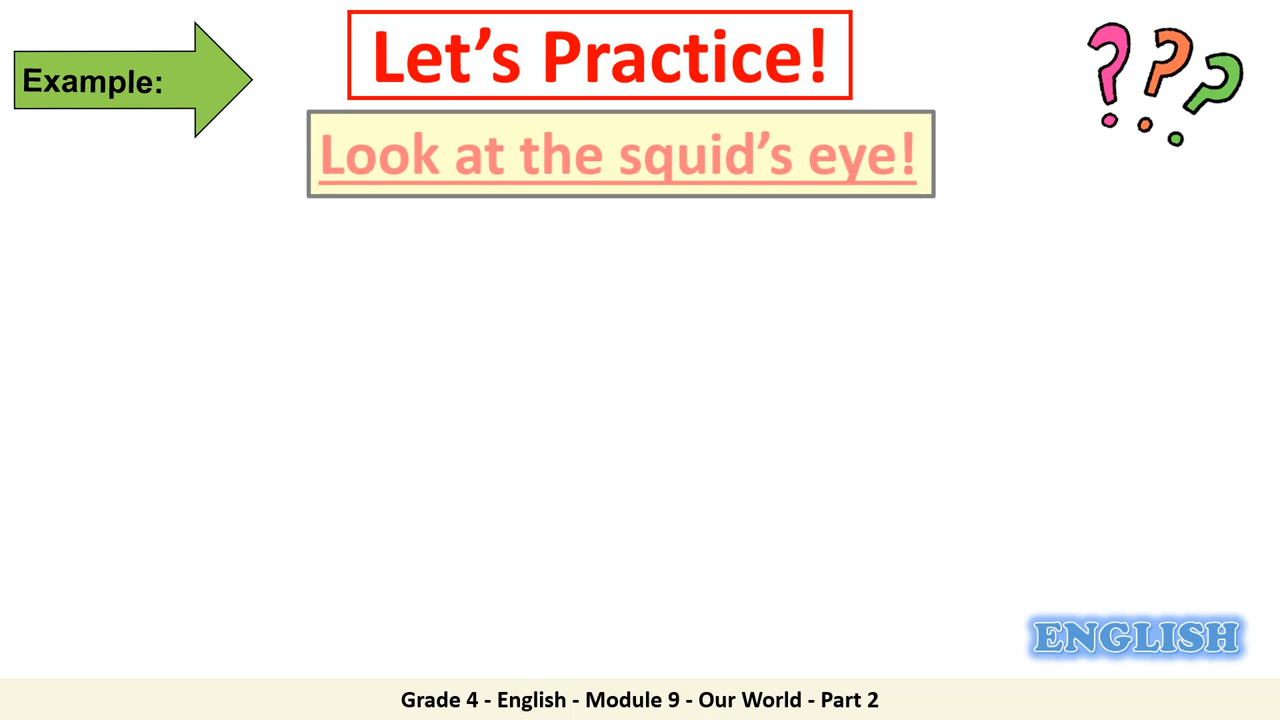 Example:
Let's Practice!
Look at the squid's eye!
ENGLISH
Grade 4 - English - Module 9 - Our World - Part 2